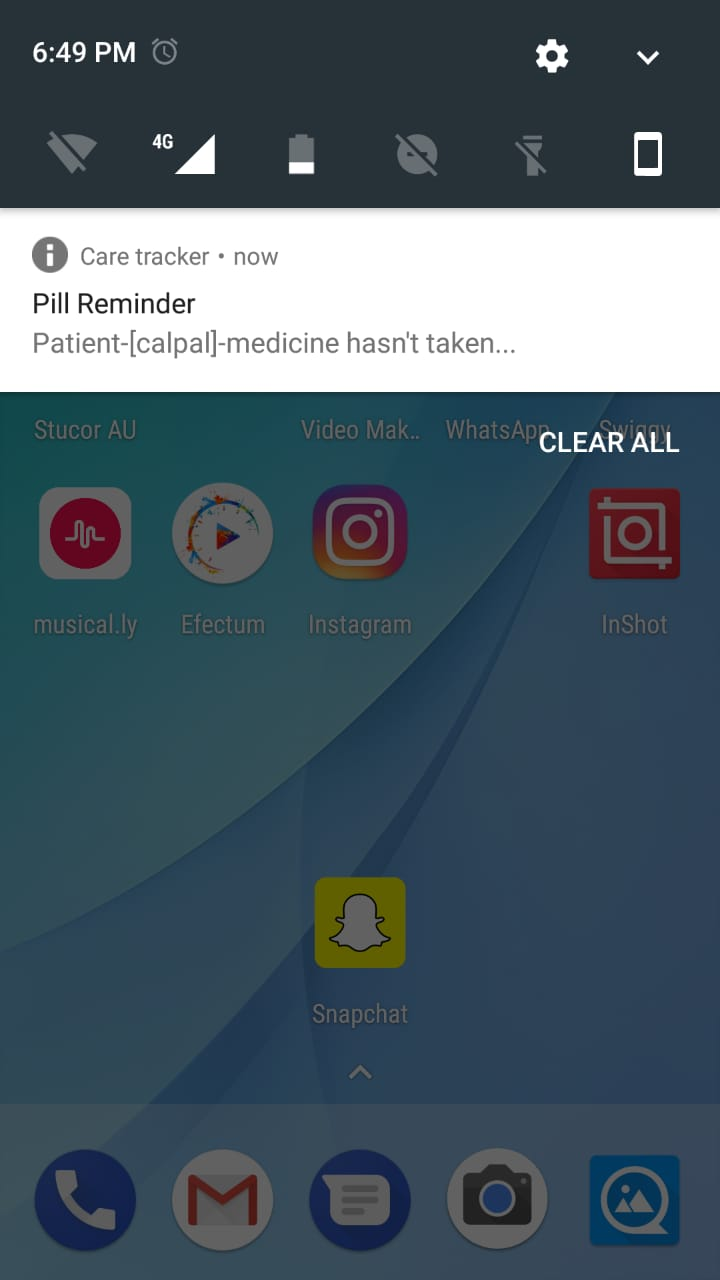 6:49 PM
4G
Care tracker • now
Pill Reminder
Patient-[calpal]-medicine hasn't taken...
Stucor AU
Video Mak..
WhatsApp
Swiggy
CLEAR ALL
musical.ly
Efectum
Instagram
InShot
Snapchat